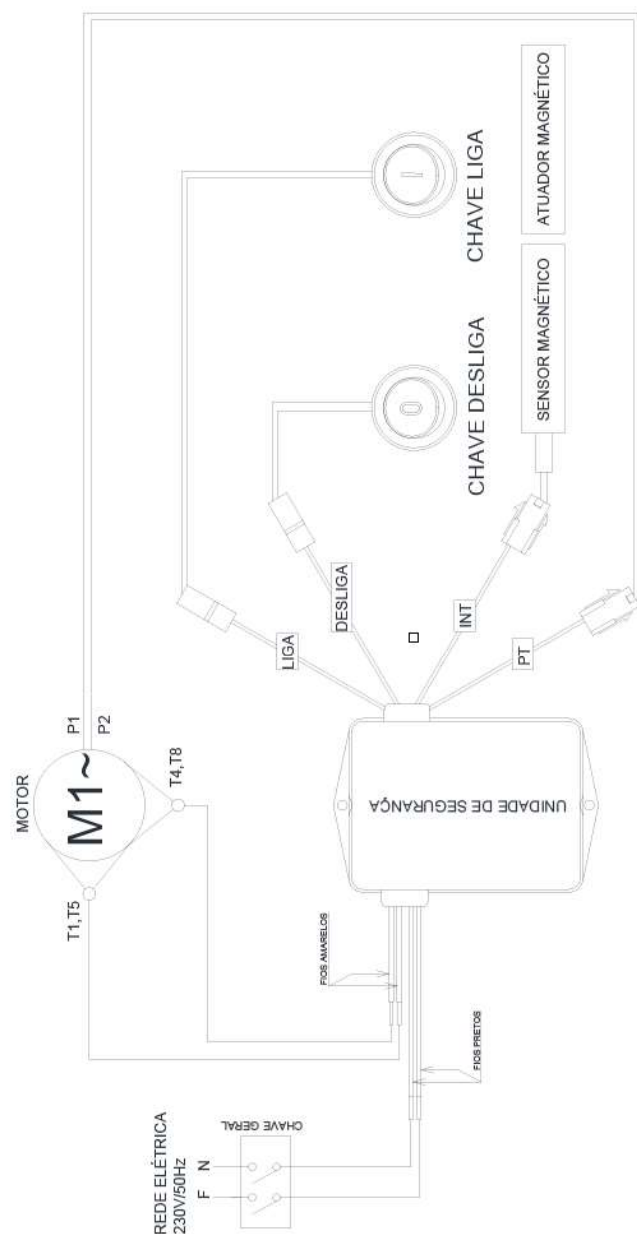 REDE ELÉTRICA
230V/50Hz
F
N
CHAVE GERAL
T1,T5
MOTOR
M1~
T4,T8
P1
P2
FIOS AMARELOS
FIOS PRETOS
UNIDADE DE SEGURANÇA
LIGA
DESLIGA
INT
PT
CHAVE LIGA
CHAVE DESLIGA
SENSOR MAGNÉTICO
ATUADOR MAGNÉTICO